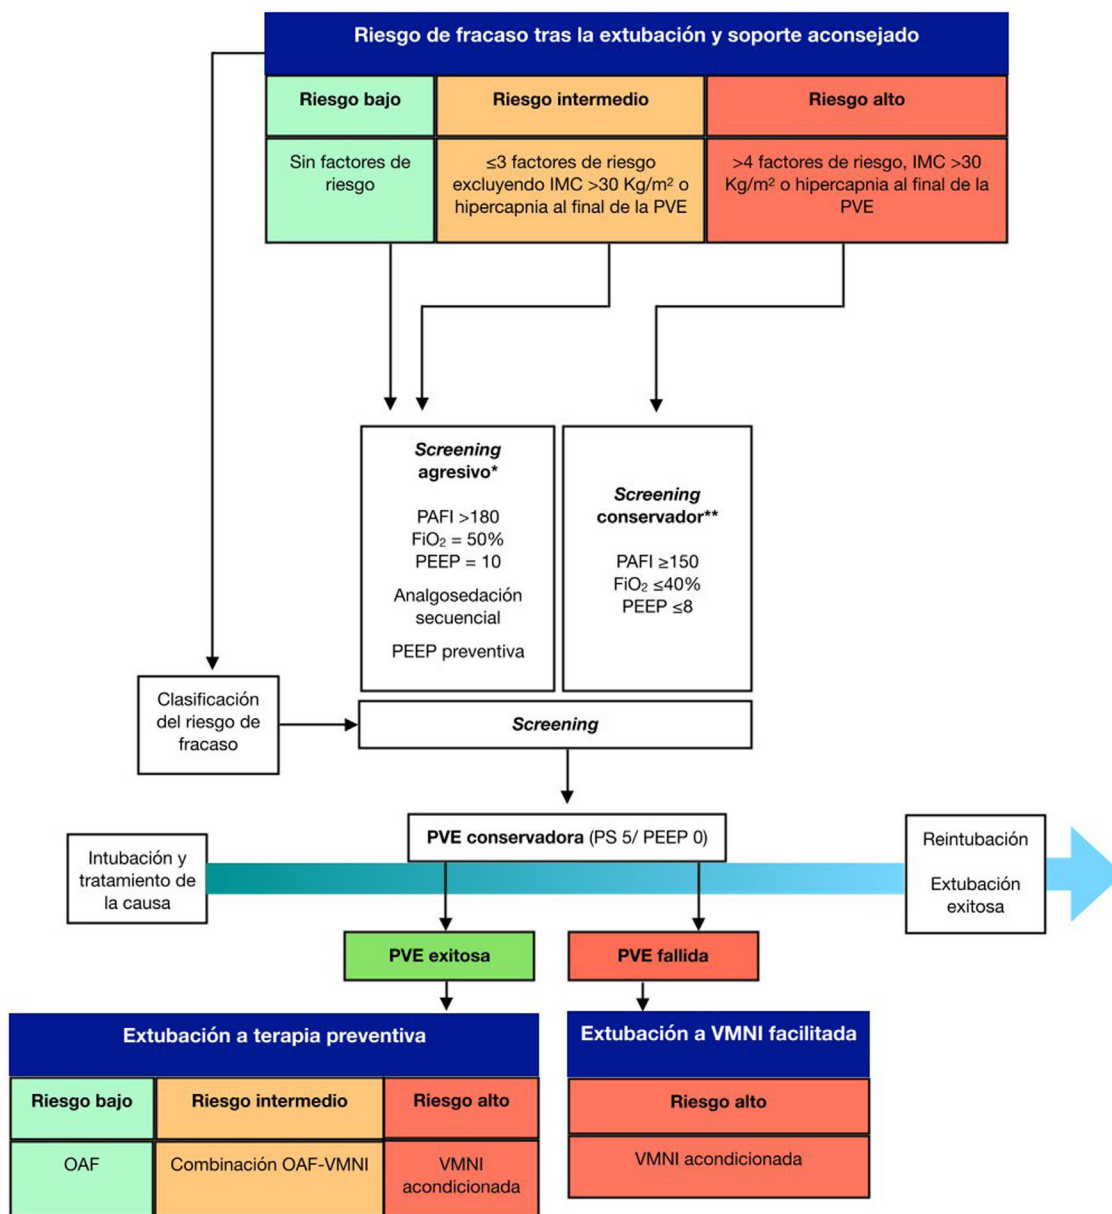 Riesgo de fracaso tras la extubación y soporte aconsejado
Riesgo bajo
Riesgo intermedio
Riesgo alto
Sin factores de
riesgo
≤3 factores de riesgo
excluyendo IMC >30 Kg/m² o
hipercapnia al final de la PVE
>4 factores de riesgo, IMC >30
Kg/m² o hipercapnia al final de la
PVE
Screening
agresivo*
PAFI >180
FiO₂ = 50%
PEEP = 10
Analgosedación
secuencial
PEEP preventiva
Screening
conservador**
PAFI ≥150
FiO₂ ≤40%
PEEP ≤8
Clasificación
del riesgo de
fracaso
Screening
PVE conservadora (PS 5/ PEEP 0)
Intubación y
tratamiento de
la causa
Reintubación
Extubación
exitosa
PVE exitosa
PVE fallida
Extubación a terapia preventiva
Riesgo bajo
Riesgo intermedio
Riesgo alto
OAF
Combinación OAF-VMNI
VMNI
acondicionada
Extubación a VMNI facilitada
Riesgo alto
VMNI acondicionada